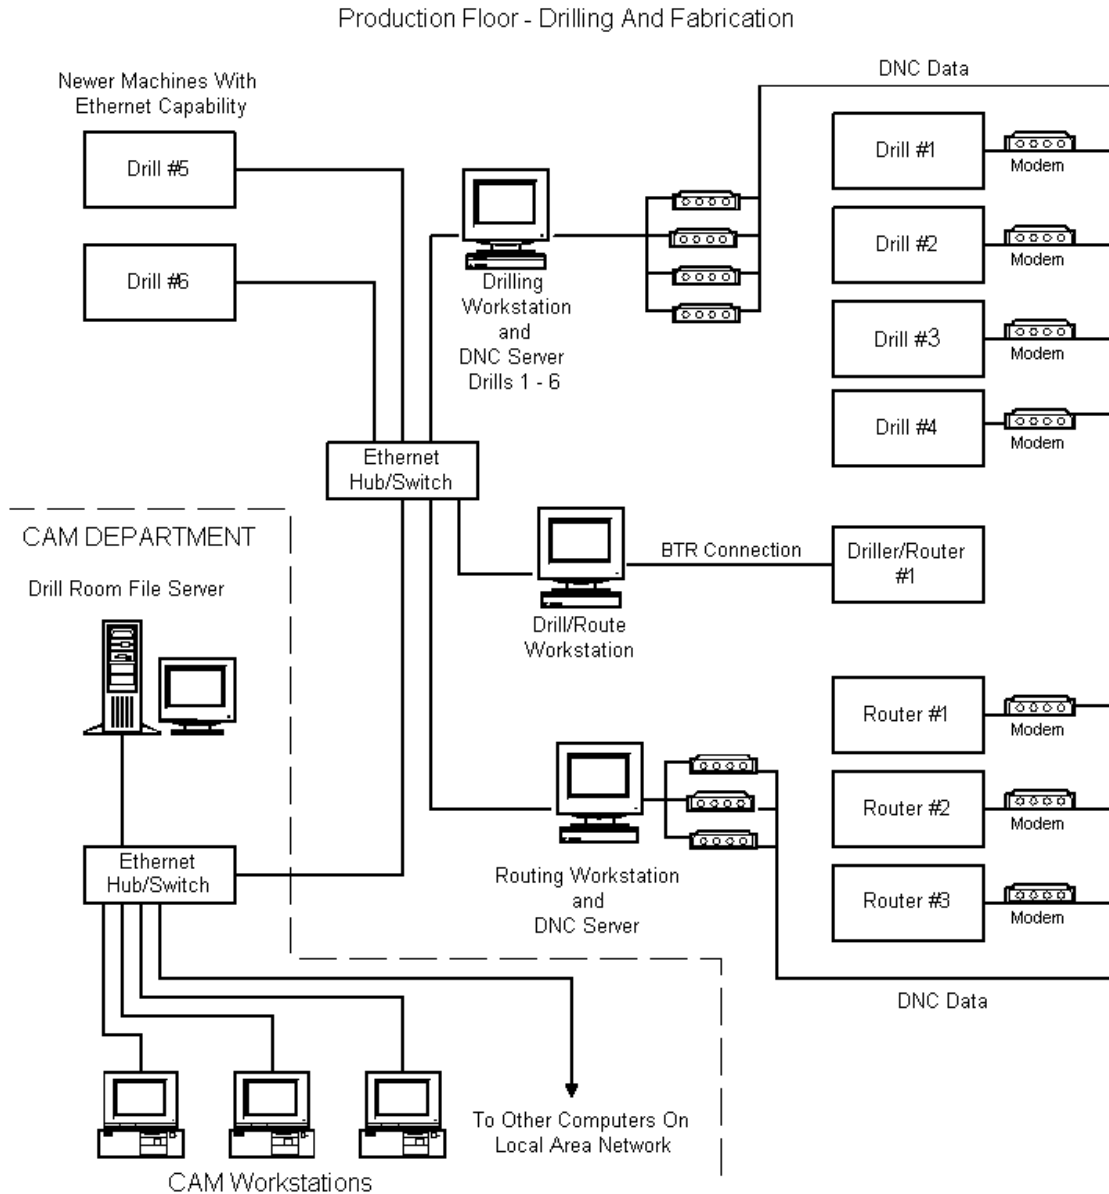 Production Floor - Drilling And Fabrication
DNC Data
Newer Machines With
Ethernet Capability
Drill #5
Drill #6
Drilling
Workstation
and
DNC Server
Drills 1 - 6
Drill #1
Modem
Drill #2
Modem
Drill #3
Modem
Drill #4
Modem
Ethernet
Hub/Switch
BTR Connection
Driller/Router
#1
Drill/Route
Workstation
CAM DEPARTMENT
Drill Room File Server
Router #1
Modem
Router #2
Modem
Router #3
Modem
Routing Workstation
and
DNC Server
DNC Data
Ethernet
Hub/Switch
To Other Computers On
Local Area Network
CAM Workstations